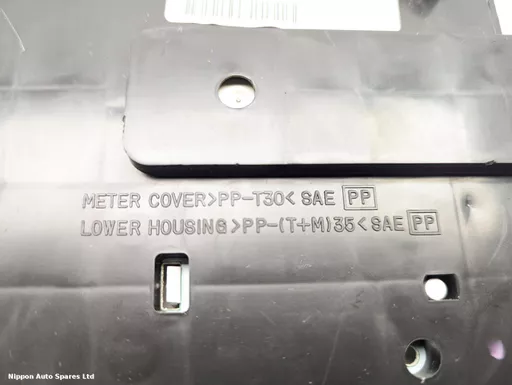 METER COVER>PP-T30< SAE PP
LOWER HOUSING>PP-(T+M)35< SAE PP
Nippon Auto Spares Ltd